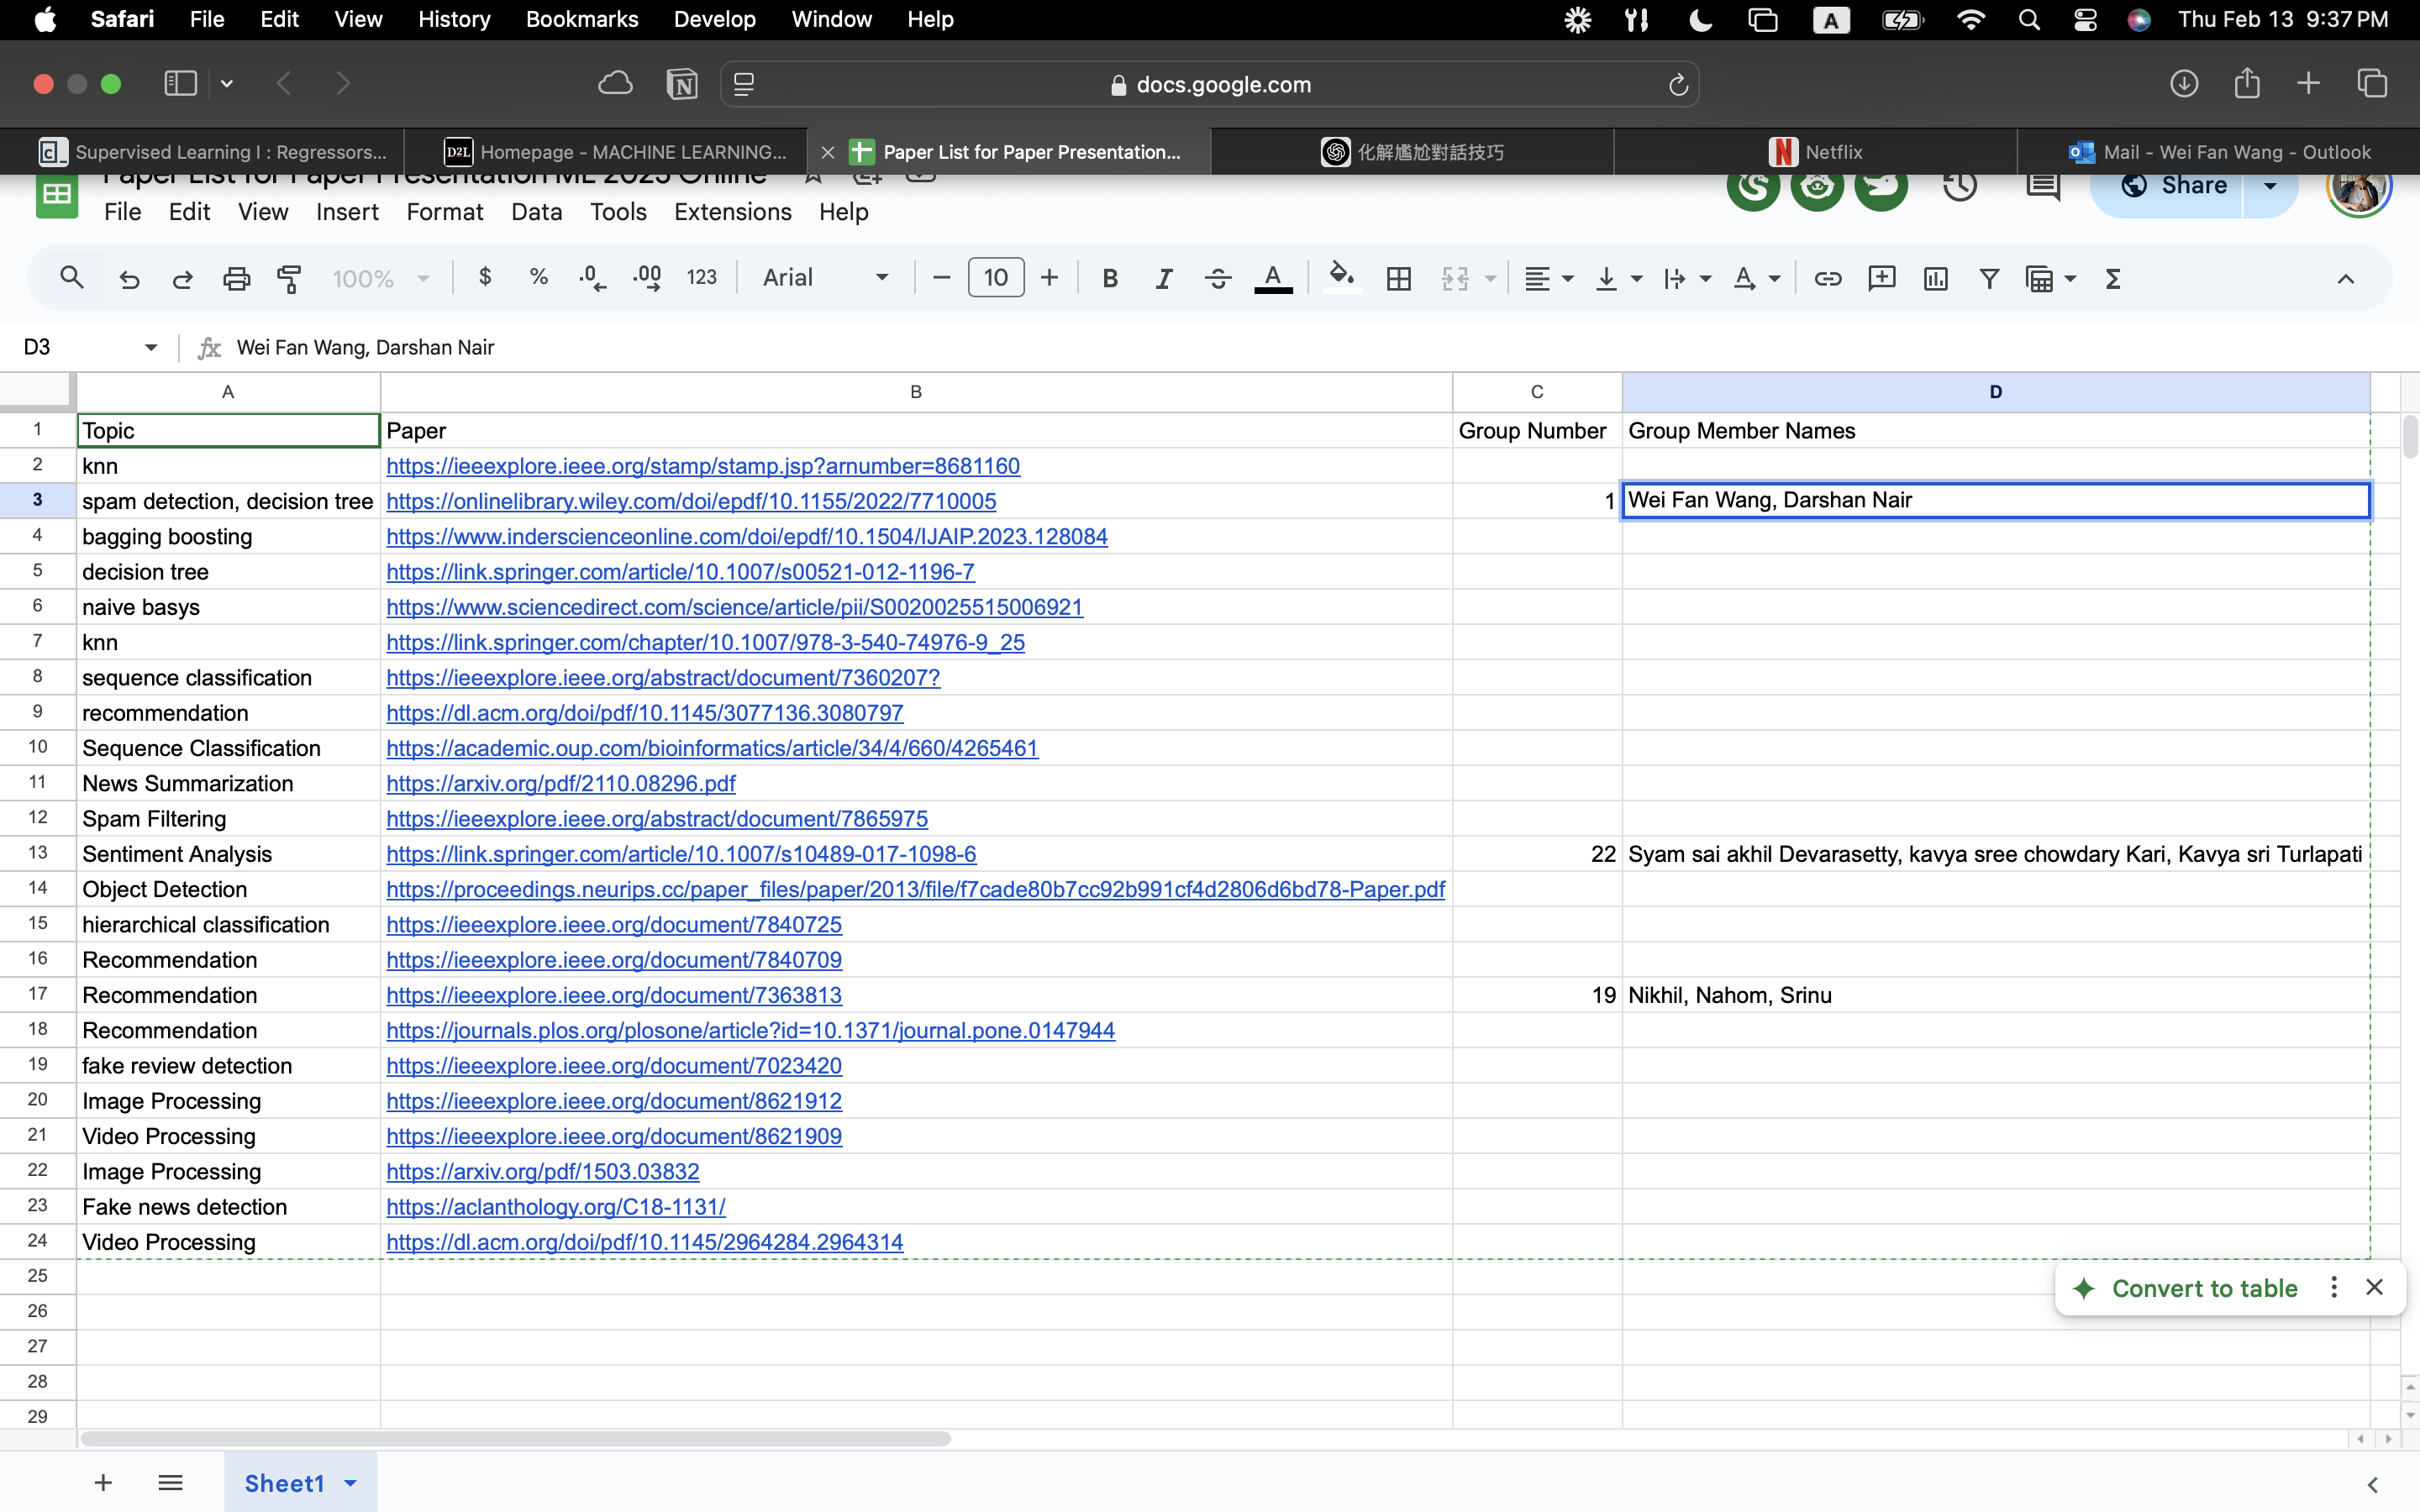 Safari File Edit View History Bookmarks Develop Window Help A Thu Feb 13 9:37 PM
docs.google.com
Supervised Learning I : Regressors... D2L Homepage - MACHINE LEARNING... Paper List for Paper Presentation... 化解尷尬對話技巧 N Netflix Mail - Wei Fan Wang - Outlook
Paper List for Paper Presentation ML 2025 Online
Share
File Edit View Insert Format Data Tools Extensions Help
100% $ % .0 .00 123 Arial 10 B I A
D3 fx Wei Fan Wang, Darshan Nair
A B C D
1 Topic Paper Group Number Group Member Names
2 knn https://ieeexplore.ieee.org/stamp/stamp.jsp?arnumber=8681160
3 spam detection, decision tree https://onlinelibrary.wiley.com/doi/epdf/10.1155/2022/7710005 1 Wei Fan Wang, Darshan Nair
4 bagging boosting https://www.inderscienceonline.com/doi/epdf/10.1504/IJAIP.2023.128084
5 decision tree https://link.springer.com/article/10.1007/s00521-012-1196-7
6 naive basys https://www.sciencedirect.com/science/article/pii/S0020025515006921
7 knn https://link.springer.com/chapter/10.1007/978-3-540-74976-9_25
8 sequence classification https://ieeexplore.ieee.org/abstract/document/7360207?
9 recommendation https://dl.acm.org/doi/pdf/10.1145/3077136.3080797
10 Sequence Classification https://academic.oup.com/bioinformatics/article/34/4/660/4265461
11 News Summarization https://arxiv.org/pdf/2110.08296.pdf
12 Spam Filtering https://ieeexplore.ieee.org/abstract/document/7865975
13 Sentiment Analysis https://link.springer.com/article/10.1007/s10489-017-1098-6 22 Syam sai akhil Devarasetty, kavya sree chowdary Kari, Kavya sri Turlapati
14 Object Detection https://proceedings.neurips.cc/paper_files/paper/2013/file/f7cade80b7cc92b991cf4d2806d6bd78-Paper.pdf
15 hierarchical classification https://ieeexplore.ieee.org/document/7840725
16 Recommendation https://ieeexplore.ieee.org/document/7840709
17 Recommendation https://ieeexplore.ieee.org/document/7363813 19 Nikhil, Nahom, Srinu
18 Recommendation https://journals.plos.org/plosone/article?id=10.1371/journal.pone.0147944
19 fake review detection https://ieeexplore.ieee.org/document/7023420
20 Image Processing https://ieeexplore.ieee.org/document/8621912
21 Video Processing https://ieeexplore.ieee.org/document/8621909
22 Image Processing https://arxiv.org/pdf/1503.03832
23 Fake news detection https://aclanthology.org/C18-1131/
24 Video Processing https://dl.acm.org/doi/pdf/10.1145/2964284.2964314
25
Convert to table
26
27
28
29
Sheet1